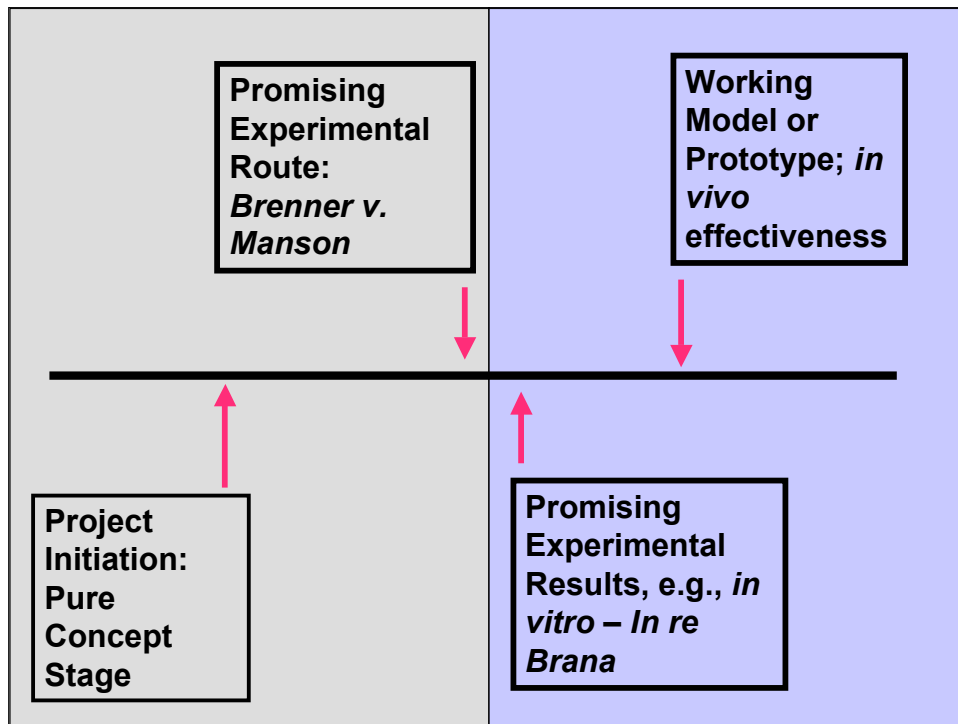 Promising
Experimental
Route:
Brenner v.
Manson
Working
Model or
Prototype; in
vivo
effectiveness
Project
Initiation:
Pure
Concept
Stage
Promising
Experimental
Results, e.g., in
vitro – In re
Brana